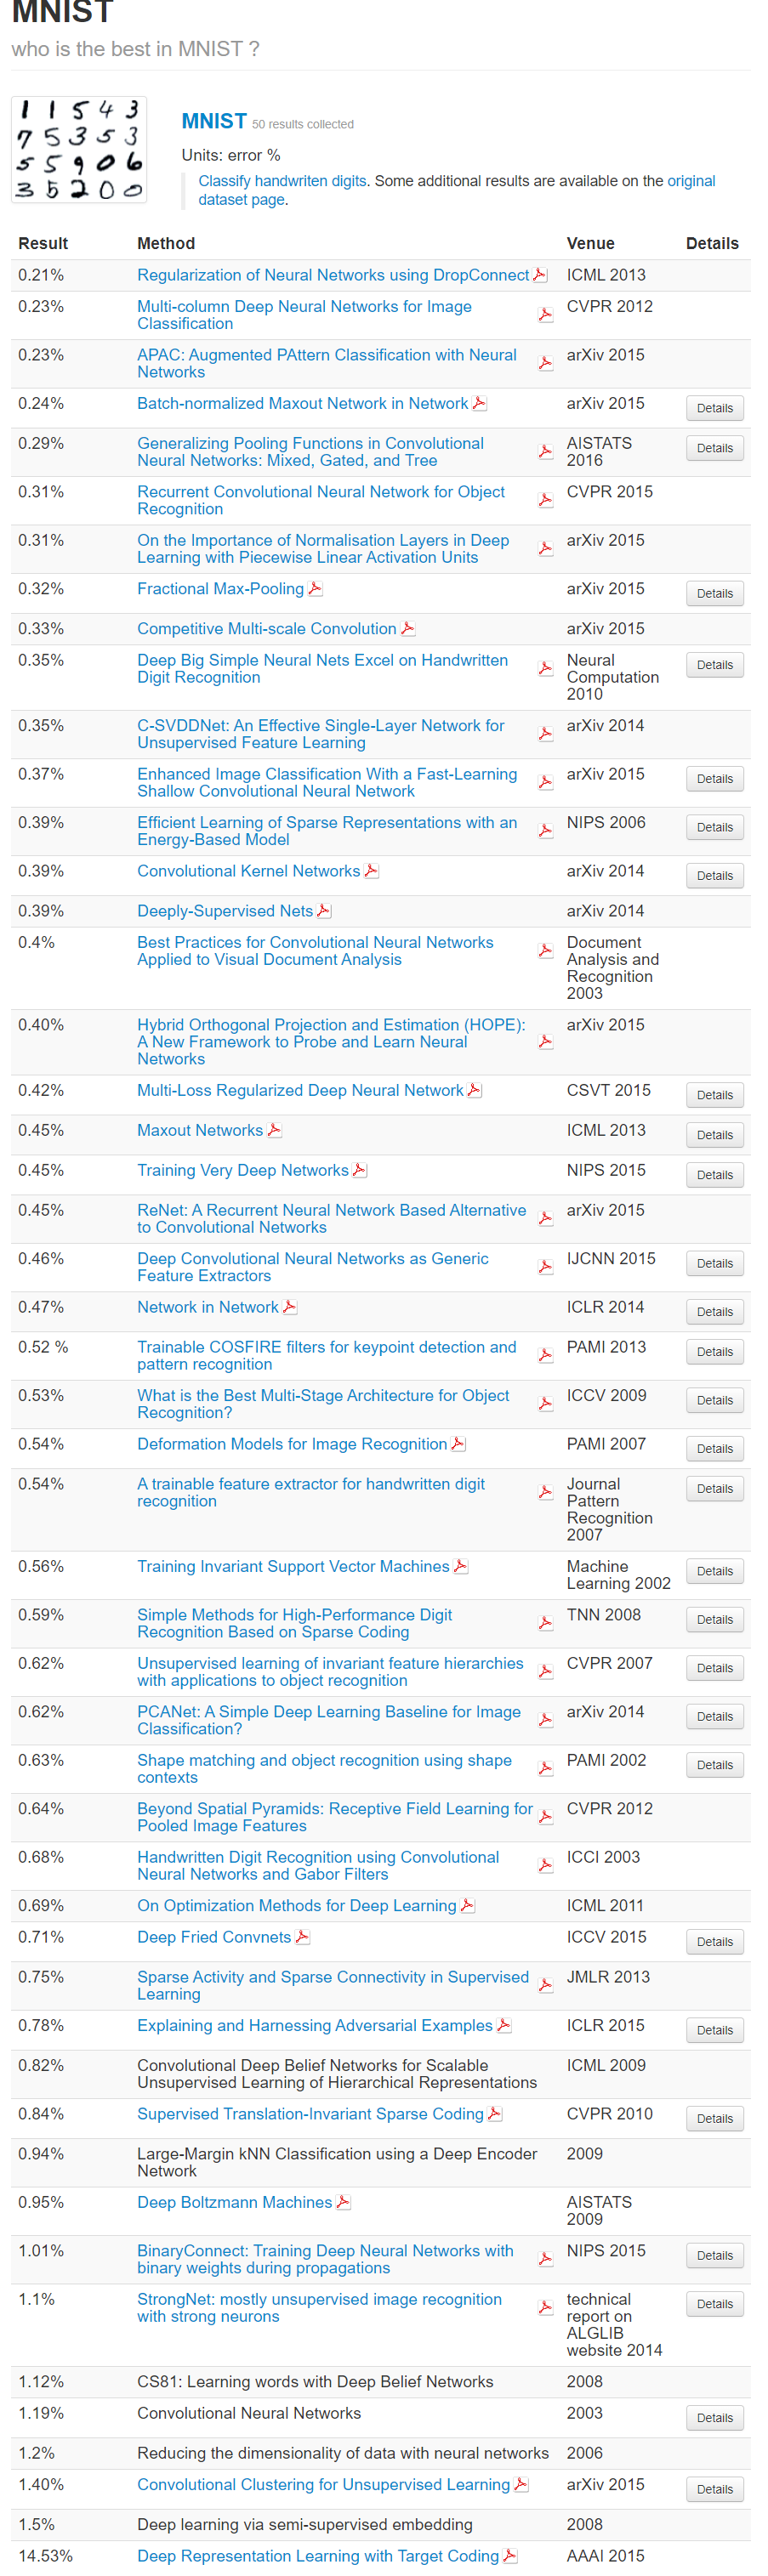 MNIST
who is the best in MNIST ?
1 1 5 4 3
7 5 3 5 3
5 5 9 0 6
3 5 2 0 0
MNIST 50 results collected
Units: error %
Classify handwriten digits. Some additional results are available on the original
dataset page.
Result Method Venue Details
0.21% Regularization of Neural Networks using DropConnect ICML 2013
0.23% Multi-column Deep Neural Networks for Image CVPR 2012
Classification
0.23% APAC: Augmented PAttern Classification with Neural arXiv 2015
Networks
0.24% Batch-normalized Maxout Network in Network arXiv 2015 Details
0.29% Generalizing Pooling Functions in Convolutional AISTATS Details
Neural Networks: Mixed, Gated, and Tree 2016
0.31% Recurrent Convolutional Neural Network for Object CVPR 2015
Recognition
0.31% On the Importance of Normalisation Layers in Deep arXiv 2015
Learning with Piecewise Linear Activation Units
0.32% Fractional Max-Pooling arXiv 2015 Details
0.33% Competitive Multi-scale Convolution arXiv 2015
0.35% Deep Big Simple Neural Nets Excel on Handwritten Neural Details
Digit Recognition Computation
2010
0.35% C-SVDDNet: An Effective Single-Layer Network for arXiv 2014
Unsupervised Feature Learning
0.37% Enhanced Image Classification With a Fast-Learning arXiv 2015 Details
Shallow Convolutional Neural Network
0.39% Efficient Learning of Sparse Representations with an NIPS 2006 Details
Energy-Based Model
0.39% Convolutional Kernel Networks arXiv 2014 Details
0.39% Deeply-Supervised Nets arXiv 2014
0.4% Best Practices for Convolutional Neural Networks Document
Applied to Visual Document Analysis Analysis and
Recognition
2003
0.40% Hybrid Orthogonal Projection and Estimation (HOPE): arXiv 2015
A New Framework to Probe and Learn Neural
Networks
0.42% Multi-Loss Regularized Deep Neural Network CSVT 2015 Details
0.45% Maxout Networks ICML 2013 Details
0.45% Training Very Deep Networks NIPS 2015 Details
0.45% ReNet: A Recurrent Neural Network Based Alternative arXiv 2015
to Convolutional Networks
0.46% Deep Convolutional Neural Networks as Generic IJCNN 2015 Details
Feature Extractors
0.47% Network in Network ICLR 2014 Details
0.52 % Trainable COSFIRE filters for keypoint detection and PAMI 2013 Details
pattern recognition
0.53% What is the Best Multi-Stage Architecture for Object ICCV 2009 Details
Recognition?
0.54% Deformation Models for Image Recognition PAMI 2007 Details
0.54% A trainable feature extractor for handwritten digit Journal Details
recognition Pattern
Recognition
2007
0.56% Training Invariant Support Vector Machines Machine Details
Learning 2002
0.59% Simple Methods for High-Performance Digit TNN 2008 Details
Recognition Based on Sparse Coding
0.62% Unsupervised learning of invariant feature hierarchies CVPR 2007 Details
with applications to object recognition
0.62% PCANet: A Simple Deep Learning Baseline for Image arXiv 2014 Details
Classification?
0.63% Shape matching and object recognition using shape PAMI 2002 Details
contexts
0.64% Beyond Spatial Pyramids: Receptive Field Learning for CVPR 2012
Pooled Image Features
0.68% Handwritten Digit Recognition using Convolutional ICCI 2003
Neural Networks and Gabor Filters
0.69% On Optimization Methods for Deep Learning ICML 2011
0.71% Deep Fried Convnets ICCV 2015 Details
0.75% Sparse Activity and Sparse Connectivity in Supervised JMLR 2013
Learning
0.78% Explaining and Harnessing Adversarial Examples ICLR 2015 Details
0.82% Convolutional Deep Belief Networks for Scalable ICML 2009
Unsupervised Learning of Hierarchical Representations
0.84% Supervised Translation-Invariant Sparse Coding CVPR 2010 Details
0.94% Large-Margin kNN Classification using a Deep Encoder 2009
Network
0.95% Deep Boltzmann Machines AISTATS
2009
1.01% BinaryConnect: Training Deep Neural Networks with NIPS 2015 Details
binary weights during propagations
1.1% StrongNet: mostly unsupervised image recognition technical Details
with strong neurons report on
ALGLIB
website 2014
1.12% CS81: Learning words with Deep Belief Networks 2008
1.19% Convolutional Neural Networks 2003 Details
1.2% Reducing the dimensionality of data with neural networks 2006
1.40% Convolutional Clustering for Unsupervised Learning arXiv 2015 Details
1.5% Deep learning via semi-supervised embedding 2008
14.53% Deep Representation Learning with Target Coding AAAI 2015